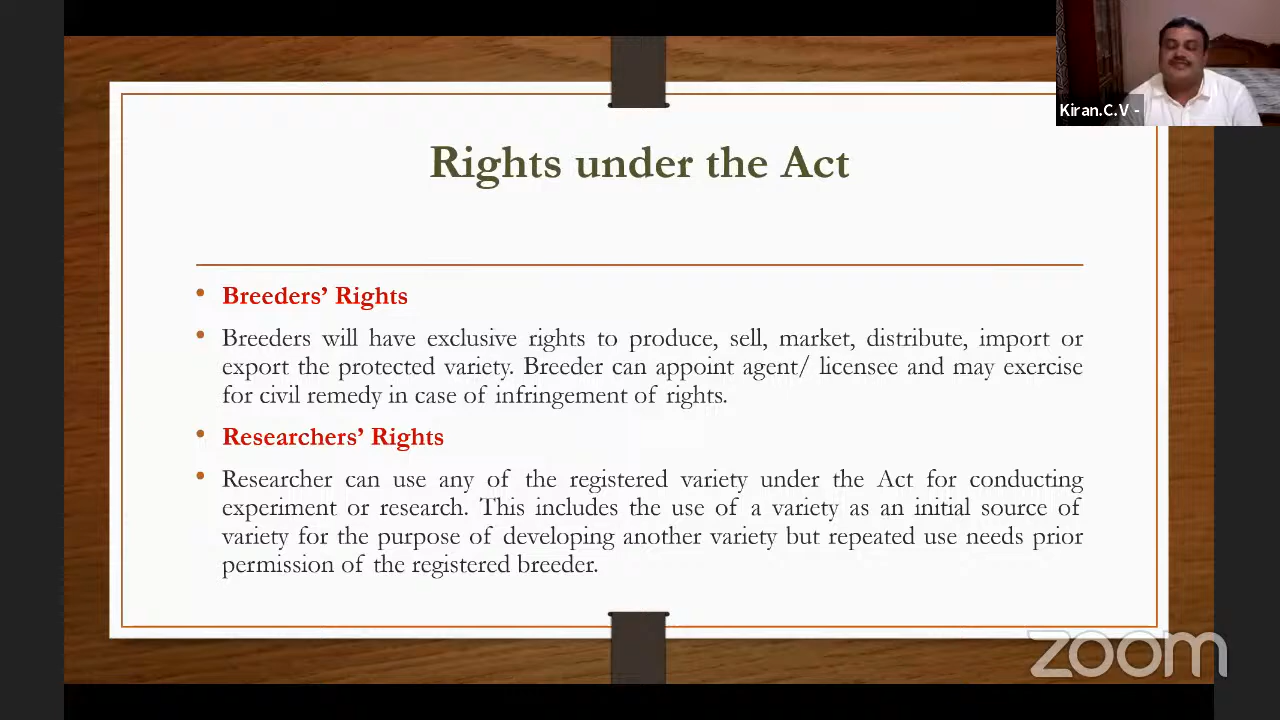 Kiran.C.V -
Rights under the Act
• Breeders’ Rights
• Breeders will have exclusive rights to produce, sell, market, distribute, import or
export the protected variety. Breeder can appoint agent/ licensee and may exercise
for civil remedy in case of infringement of rights.
• Researchers’ Rights
• Researcher can use any of the registered variety under the Act for conducting
experiment or research. This includes the use of a variety as an initial source of
variety for the purpose of developing another variety but repeated use needs prior
permission of the registered breeder.
zoom